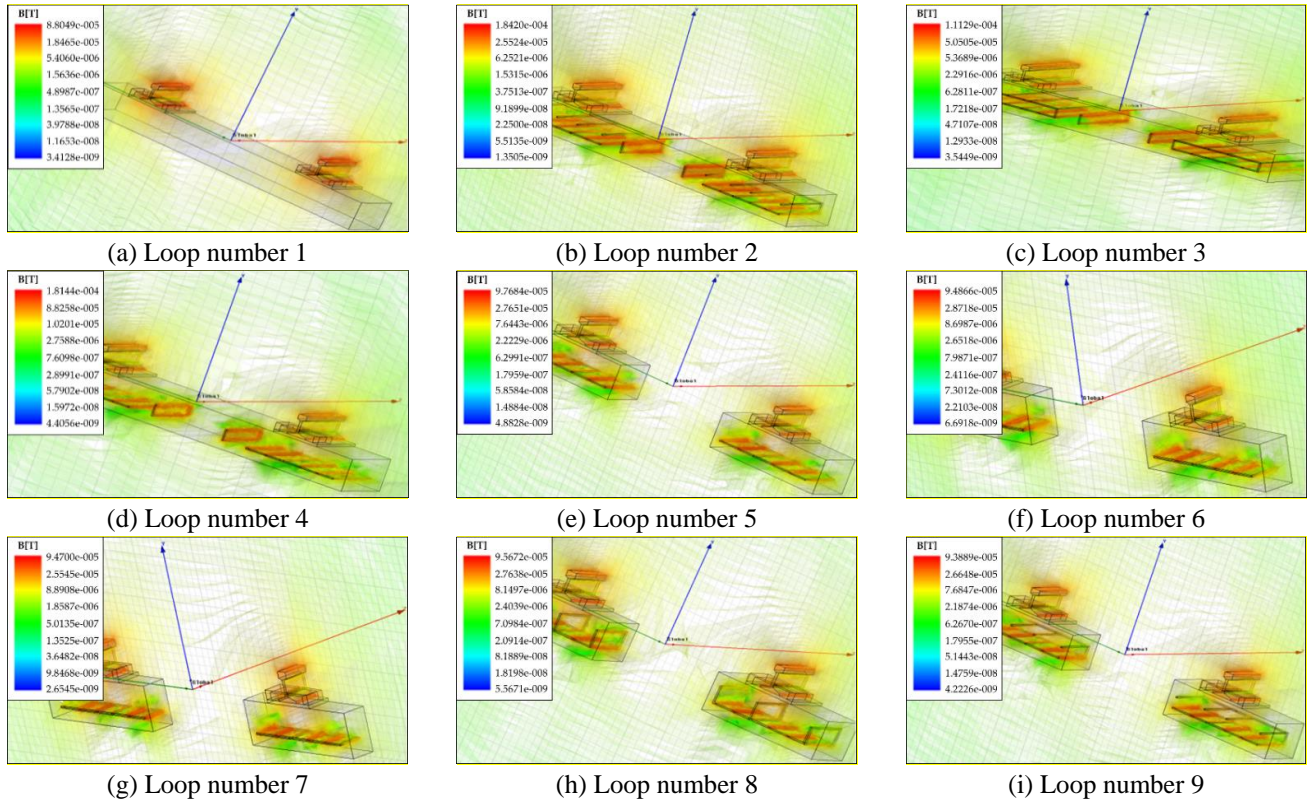 B[T]
8.8049e-005
1.8465e-005
5.4060e-006
1.5636e-006
4.8987e-007
1.3565e-007
3.9788e-008
1.1653e-008
3.4128e-009
(a) Loop number 1
B[T]
1.8420e-004
2.5524e-005
6.2521e-006
1.5315e-006
3.7513e-007
9.1899e-008
2.2500e-008
5.5135e-009
1.3505e-009
(b) Loop number 2
B[T]
1.1129e-004
5.0505e-005
5.3689e-006
2.2916e-006
6.2811e-007
1.7218e-007
4.7107e-008
1.2933e-008
3.5449e-009
(c) Loop number 3
B[T]
1.8144e-004
8.8258e-005
1.0201e-005
2.7588e-006
7.6098e-007
2.8991e-007
5.7902e-008
1.5972e-008
4.4056e-009
(d) Loop number 4
B[T]
9.7684e-005
2.7651e-005
7.6443e-006
2.2229e-006
6.2991e-007
1.7959e-007
5.8584e-008
1.4884e-008
4.8828e-009
(e) Loop number 5
B[T]
9.4866e-005
2.8718e-005
8.6987e-006
2.6518e-006
7.9871e-007
2.4116e-007
7.3012e-008
2.2103e-008
6.6918e-009
(f) Loop number 6
B[T]
9.4700e-005
2.5545e-005
8.8908e-006
1.8587e-006
5.0135e-007
1.3525e-007
3.6482e-008
9.8468e-009
2.6545e-009
(g) Loop number 7
B[T]
9.5672e-005
2.7638e-005
8.1497e-006
2.4039e-006
7.0984e-007
2.0914e-007
8.1889e-008
1.8198e-008
5.5671e-009
(h) Loop number 8
B[T]
9.3889e-005
2.6648e-005
7.6847e-006
2.1874e-006
6.2670e-007
1.7955e-007
5.1443e-008
1.4759e-008
4.2226e-009
(i) Loop number 9